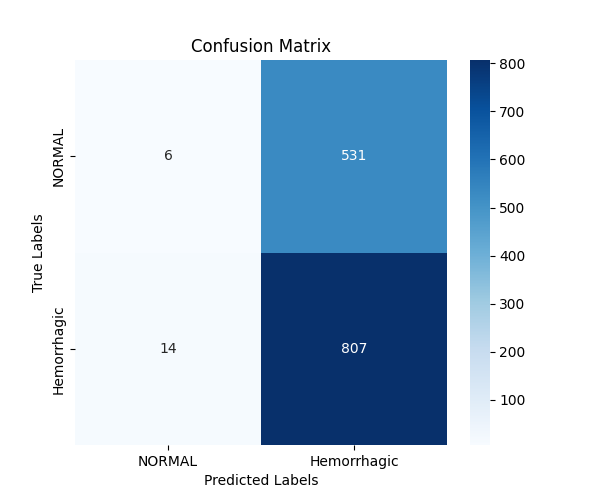 Confusion Matrix
True Labels
NORMAL
6
531
Hemorrhagic
14
807
NORMAL
Hemorrhagic
Predicted Labels
800
700
600
500
400
300
200
100